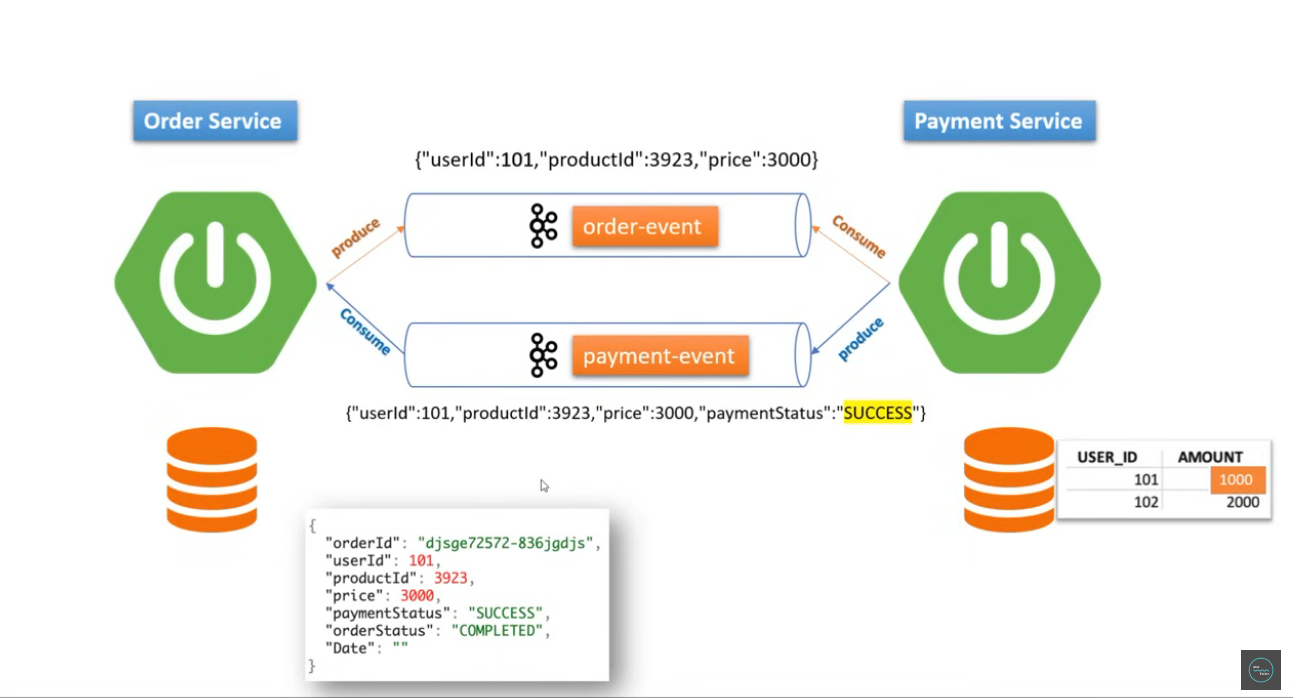 Order Service
Payment Service
{"userId":101,"productId":3923,"price":3000}
produce
order-event
Consume
Consume
payment-event
produce
{"userId":101,"productId":3923,"price":3000,"paymentStatus":"SUCCESS"}
USER_ID AMOUNT
101 1000
102 2000
{
"orderId": "djsge72572-836jgdjs",
"userId": 101,
"productId": 3923,
"price": 3000,
"paymentStatus": "SUCCESS",
"orderStatus": "COMPLETED",
"Date": ""
}